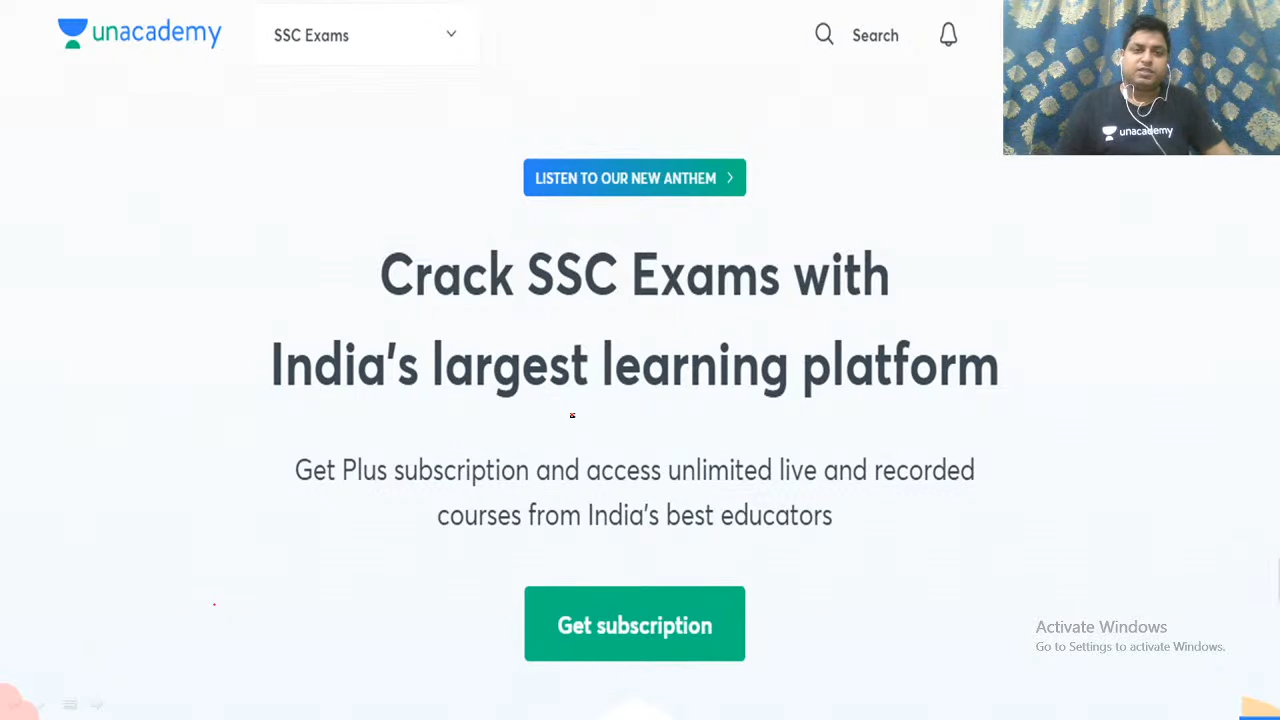 unacademy
SSC Exams
Search
unacademy
LISTEN TO OUR NEW ANTHEM
Crack SSC Exams with
India's largest learning platform
Get Plus subscription and access unlimited live and recorded
courses from India's best educators
Get subscription
Activate Windows
Go to Settings to activate Windows.